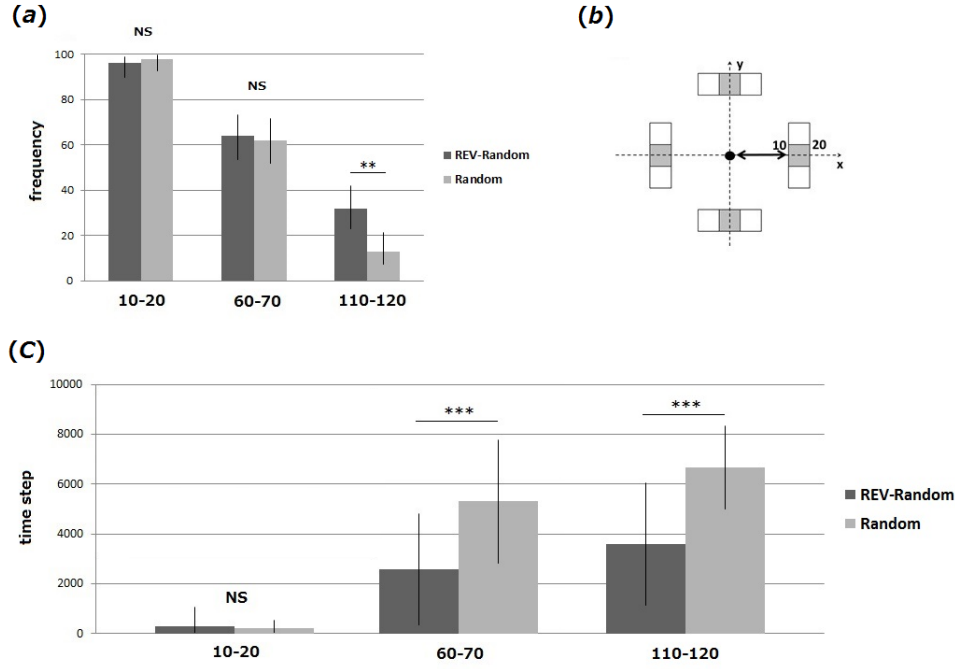 (a)
NS
100
80
60
40
20
0
frequency
NS
**
10-20
60-70
110-120
REV-Random
Random
(b)
y
10
20
x
(C)
10000
8000
6000
4000
2000
0
time step
NS
***
***
10-20
60-70
110-120
REV-Random
Random